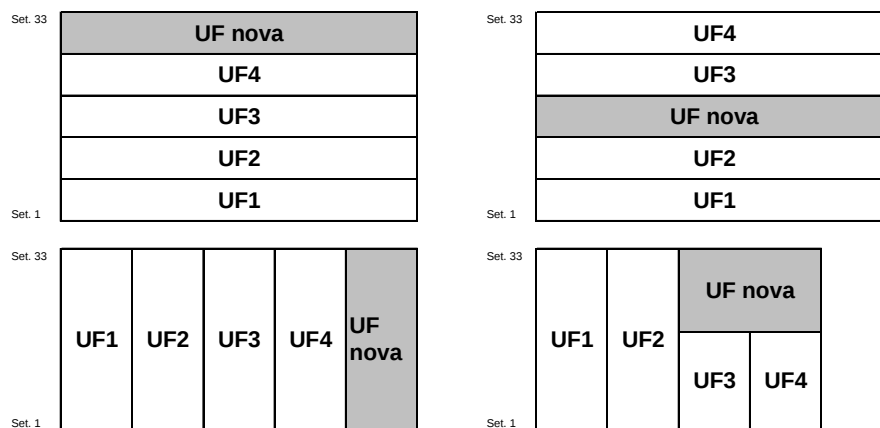 Set. 33
UF nova
UF4
UF3
UF2
UF1
Set. 1
Set. 33
UF4
UF3
UF nova
UF2
UF1
Set. 1
Set. 33
UF1 UF2 UF3 UF4 UF
nova
Set. 1
Set. 33
UF nova
UF1 UF2
UF3 UF4
Set. 1